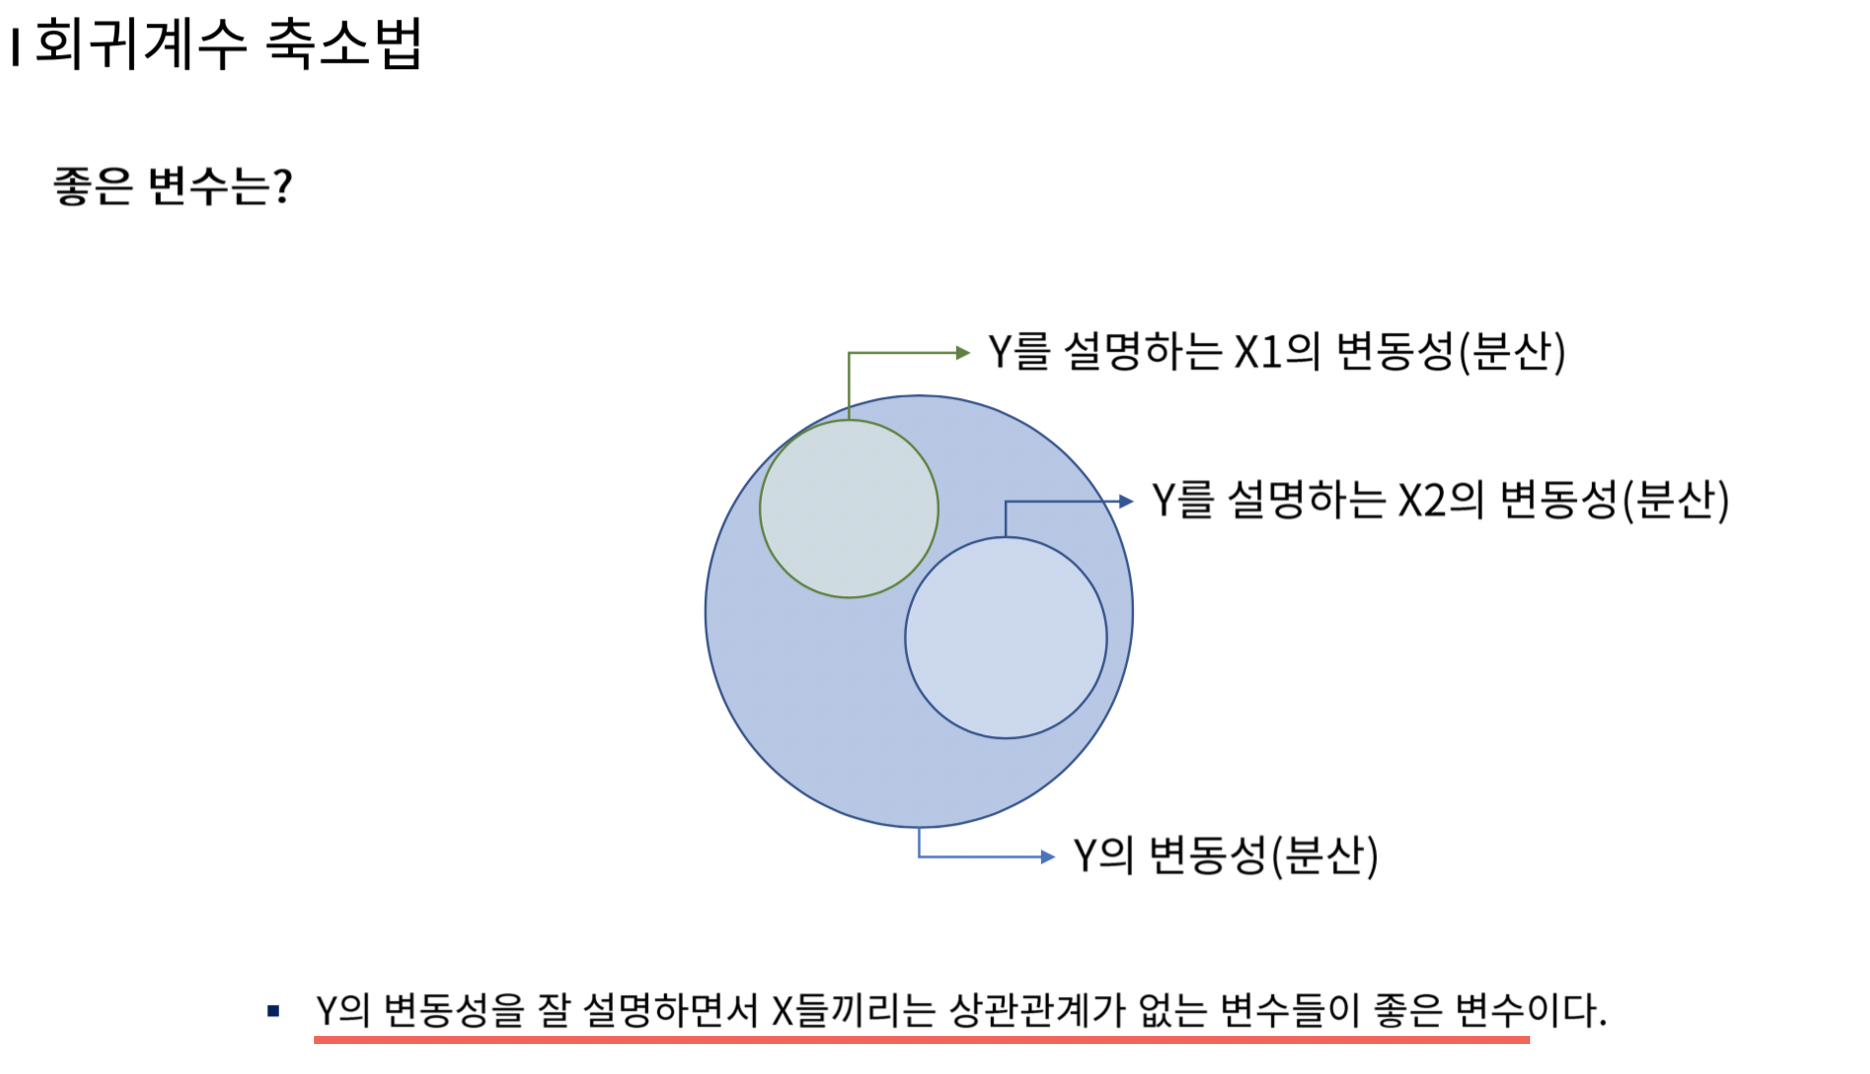 I 회귀계수 축소법
좋은 변수는?
Y를 설명하는 X1의 변동성(분산)
Y를 설명하는 X2의 변동성(분산)
Y의 변동성(분산)
▪ Y의 변동성을 잘 설명하면서 X들끼리는 상관관계가 없는 변수들이 좋은 변수이다.